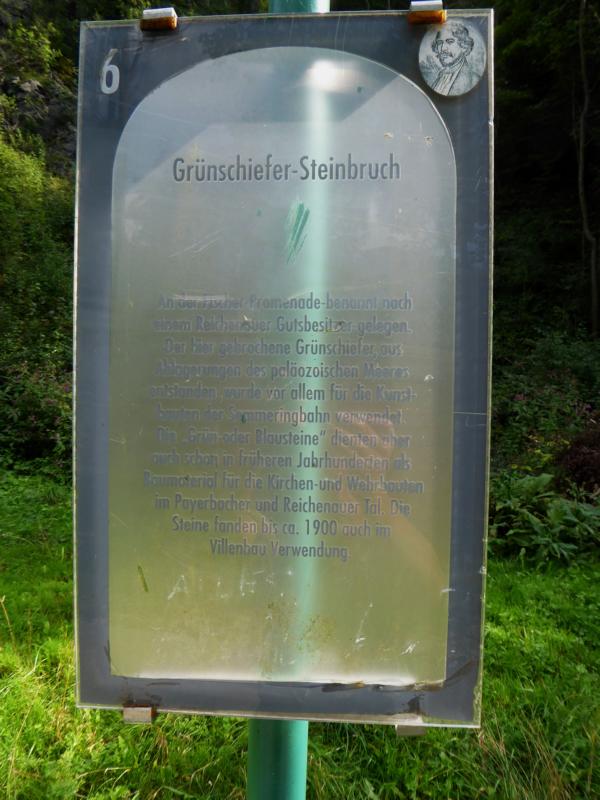 6
Grünschiefer-Steinbruch
An der Fischer-Promenade-benannt nach
einem Reichenauer Gutsbesitzer, gelegen.
Der hier gebrochene Grünschiefer, aus
Ablagerungen des paläozoischen Meeres
entstanden, wurde vor allem für die Kunst-
bauten der Semmeringbahn verwendet.
Die „Grün-oder Blausteine" dienten aber
auch schon in früheren Jahrhunderten als
Baumaterial für die Kirchen-und Wehrbauten
im Payerbacher und Reichenauer Tal. Die
Steine fanden bis ca. 1900 auch im
Villenbau Verwendung.